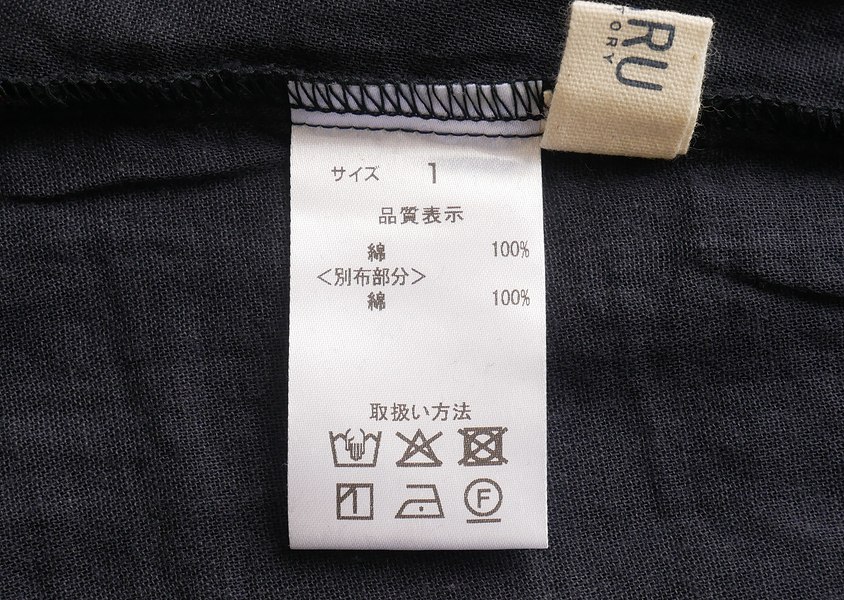 RU
ORY
サイズ 1
品質表示
綿 100%
<別布部分>
綿 100%
取扱い方法
F